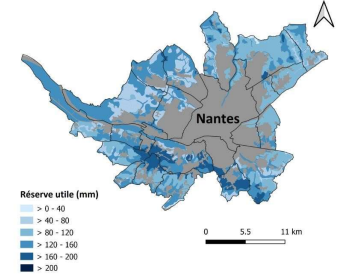 Nantes
Réserve utile (mm)
> 0 - 40
> 40 - 80
> 80 - 120
> 120 - 160
> 160 - 200
> 200
0 5.5 11 km